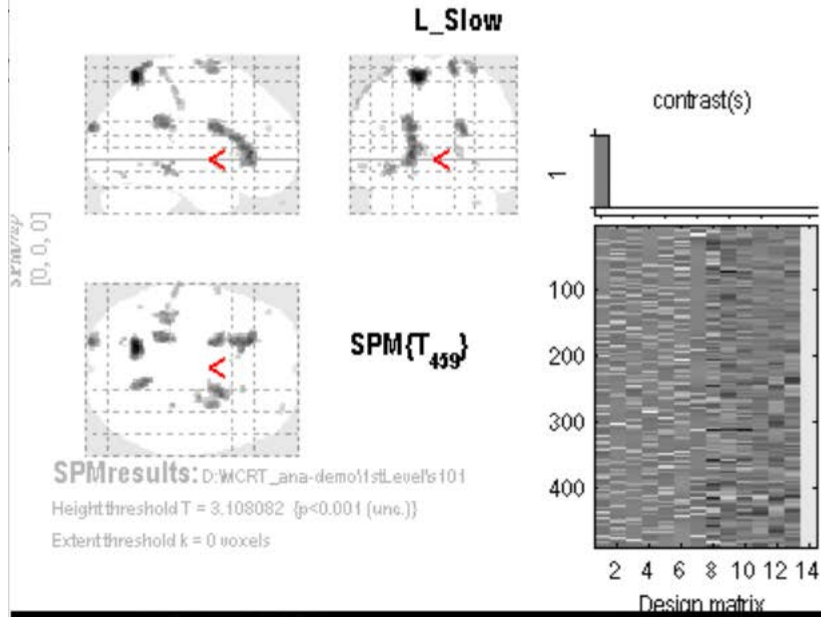 L_Slow
contrast(s)
1
[0, 0, 0]
SPM{T459}
100
200
300
400
2 4 6 8 10 12 14
Design matrix
SPMresults: D:\MCRT_ana-demo\1stLevel\s101
Height threshold T = 3.108082 {p<0.001 (unc.)}
Extent threshold k = 0 voxels